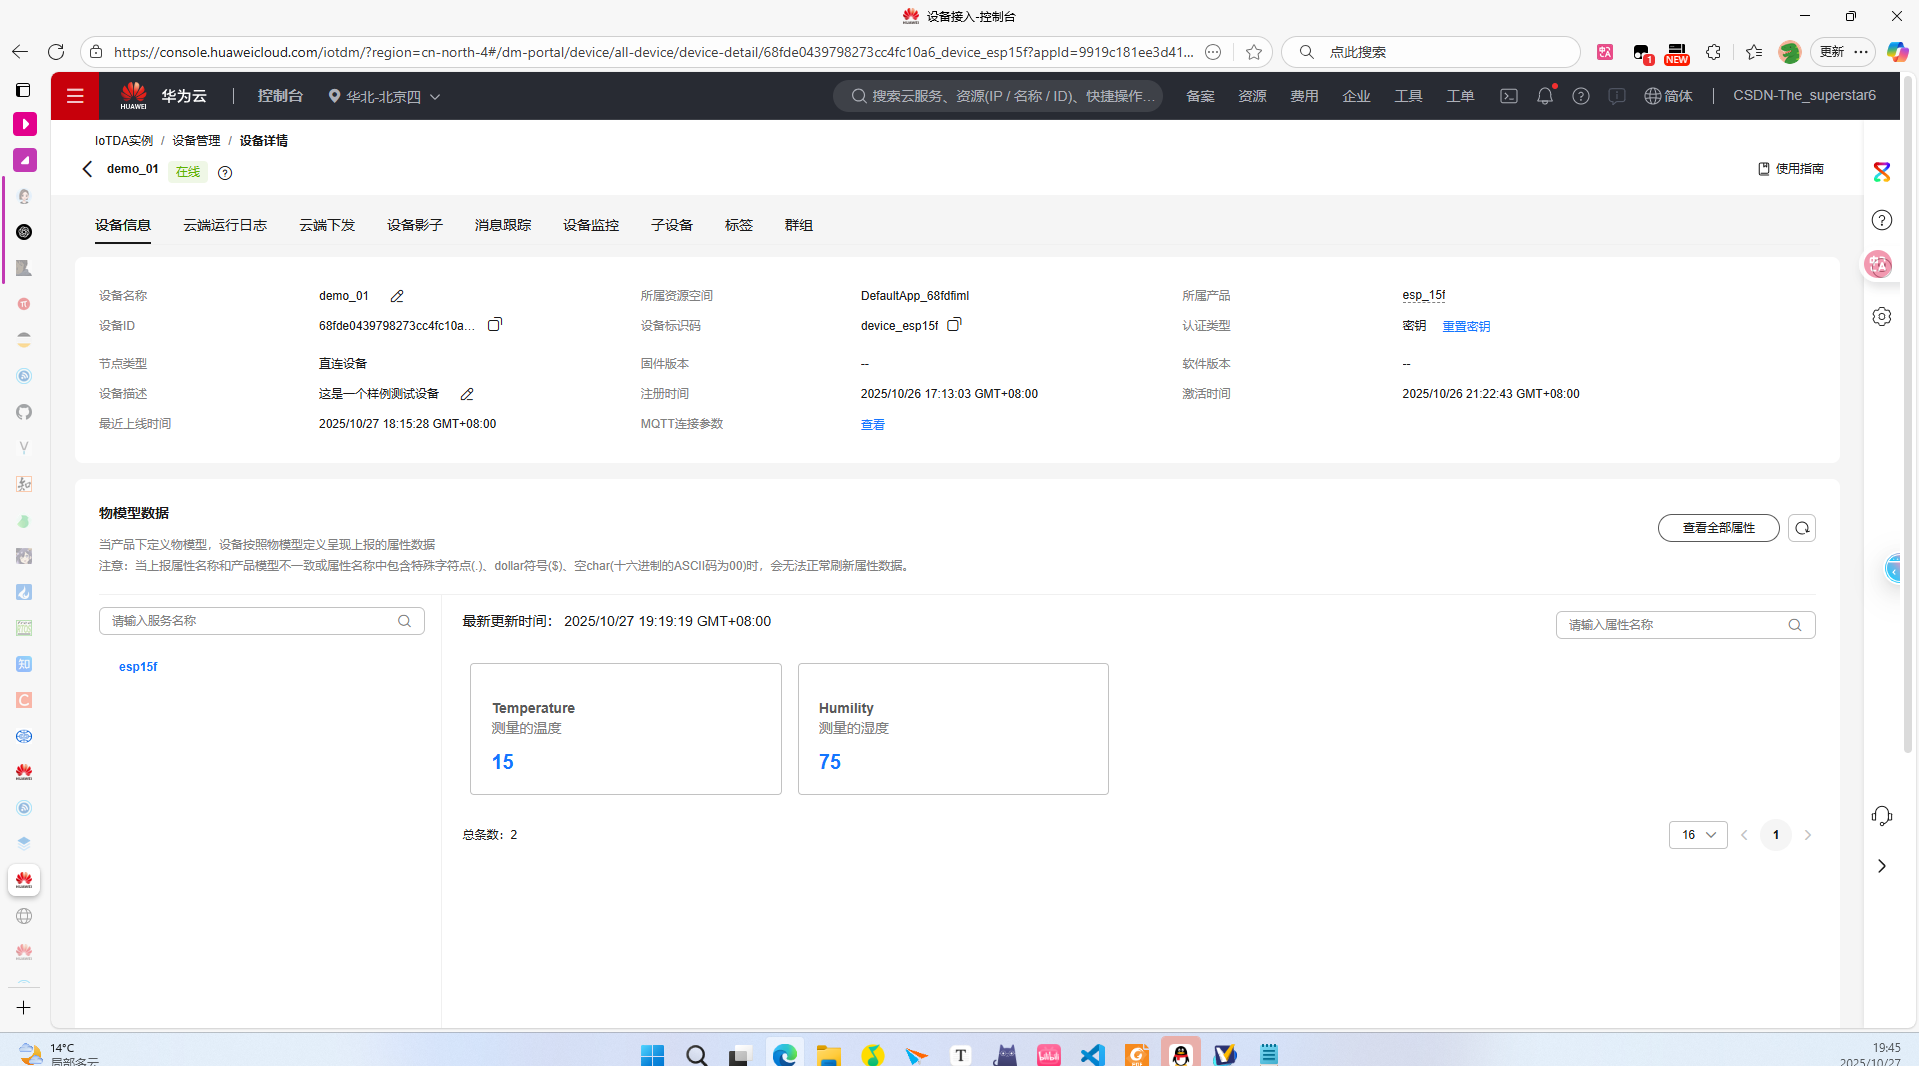 设备接入-控制台
https://console.huaweicloud.com/iotdm/?region=cn-north-4#/dm-portal/device/all-device/device-detail/68fde0439798273cc4fc10a6_device_esp15f?appId=9919c181ee3d41...
点此搜索
1
NEW
更新
HUAWEI
华为云
控制台
华北-北京四
搜索云服务、资源(IP / 名称 / ID)、快捷操作...
备案
资源
费用
企业
工具
工单
简体
CSDN-The_superstar6
IoTDA实例 / 设备管理 / 设备详情
demo_01
在线
使用指南
设备信息
云端运行日志
云端下发
设备影子
消息跟踪
设备监控
子设备
标签
群组
设备名称
demo_01
所属资源空间
DefaultApp_68fdfiml
所属产品
esp_15f
设备ID
68fde0439798273cc4fc10a...
设备标识码
device_esp15f
认证类型
密钥
重置密钥
节点类型
直连设备
固件版本
--
软件版本
--
设备描述
这是一个样例测试设备
注册时间
2025/10/26 17:13:03 GMT+08:00
激活时间
2025/10/26 21:22:43 GMT+08:00
最近上线时间
2025/10/27 18:15:28 GMT+08:00
MQTT连接参数
查看
物模型数据
查看全部属性
当产品下定义物模型，设备按照物模型定义呈现上报的属性数据
注意：当上报属性名称和产品模型不一致或属性名称中包含特殊字符点(.)、dollar符号($)、空char(十六进制的ASCII码为00)时，会无法正常刷新属性数据。
请输入服务名称
最新更新时间： 2025/10/27 19:19:19 GMT+08:00
请输入属性名称
esp15f
Temperature
测量的温度
15
Humility
测量的湿度
75
总条数：2
16
1
14°C
局部多云
19:45
2025/10/27